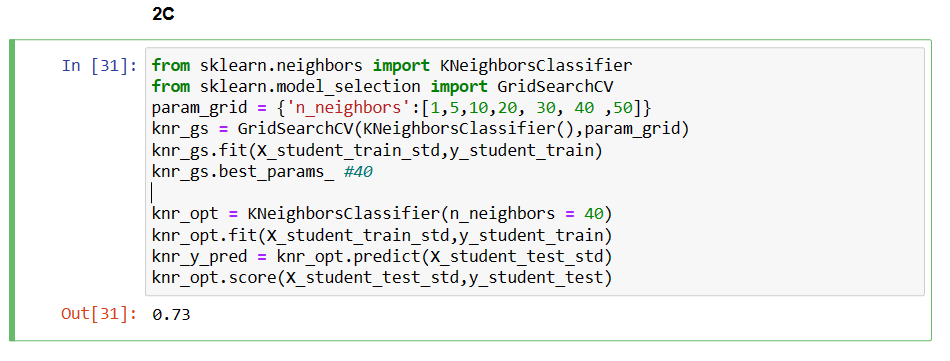 2C
In [31]: from sklearn.neighbors import KNeighborsClassifier
from sklearn.model_selection import GridSearchCV
param_grid = {'n_neighbors':[1,5,10,20, 30, 40 ,50]}
knr_gs = GridSearchCV(KNeighborsClassifier(),param_grid)
knr_gs.fit(X_student_train_std,y_student_train)
knr_gs.best_params_ #40
knr_opt = KNeighborsClassifier(n_neighbors = 40)
knr_opt.fit(X_student_train_std,y_student_train)
knr_y_pred = knr_opt.predict(X_student_test_std)
knr_opt.score(X_student_test_std,y_student_test)
Out[31]: 0.73